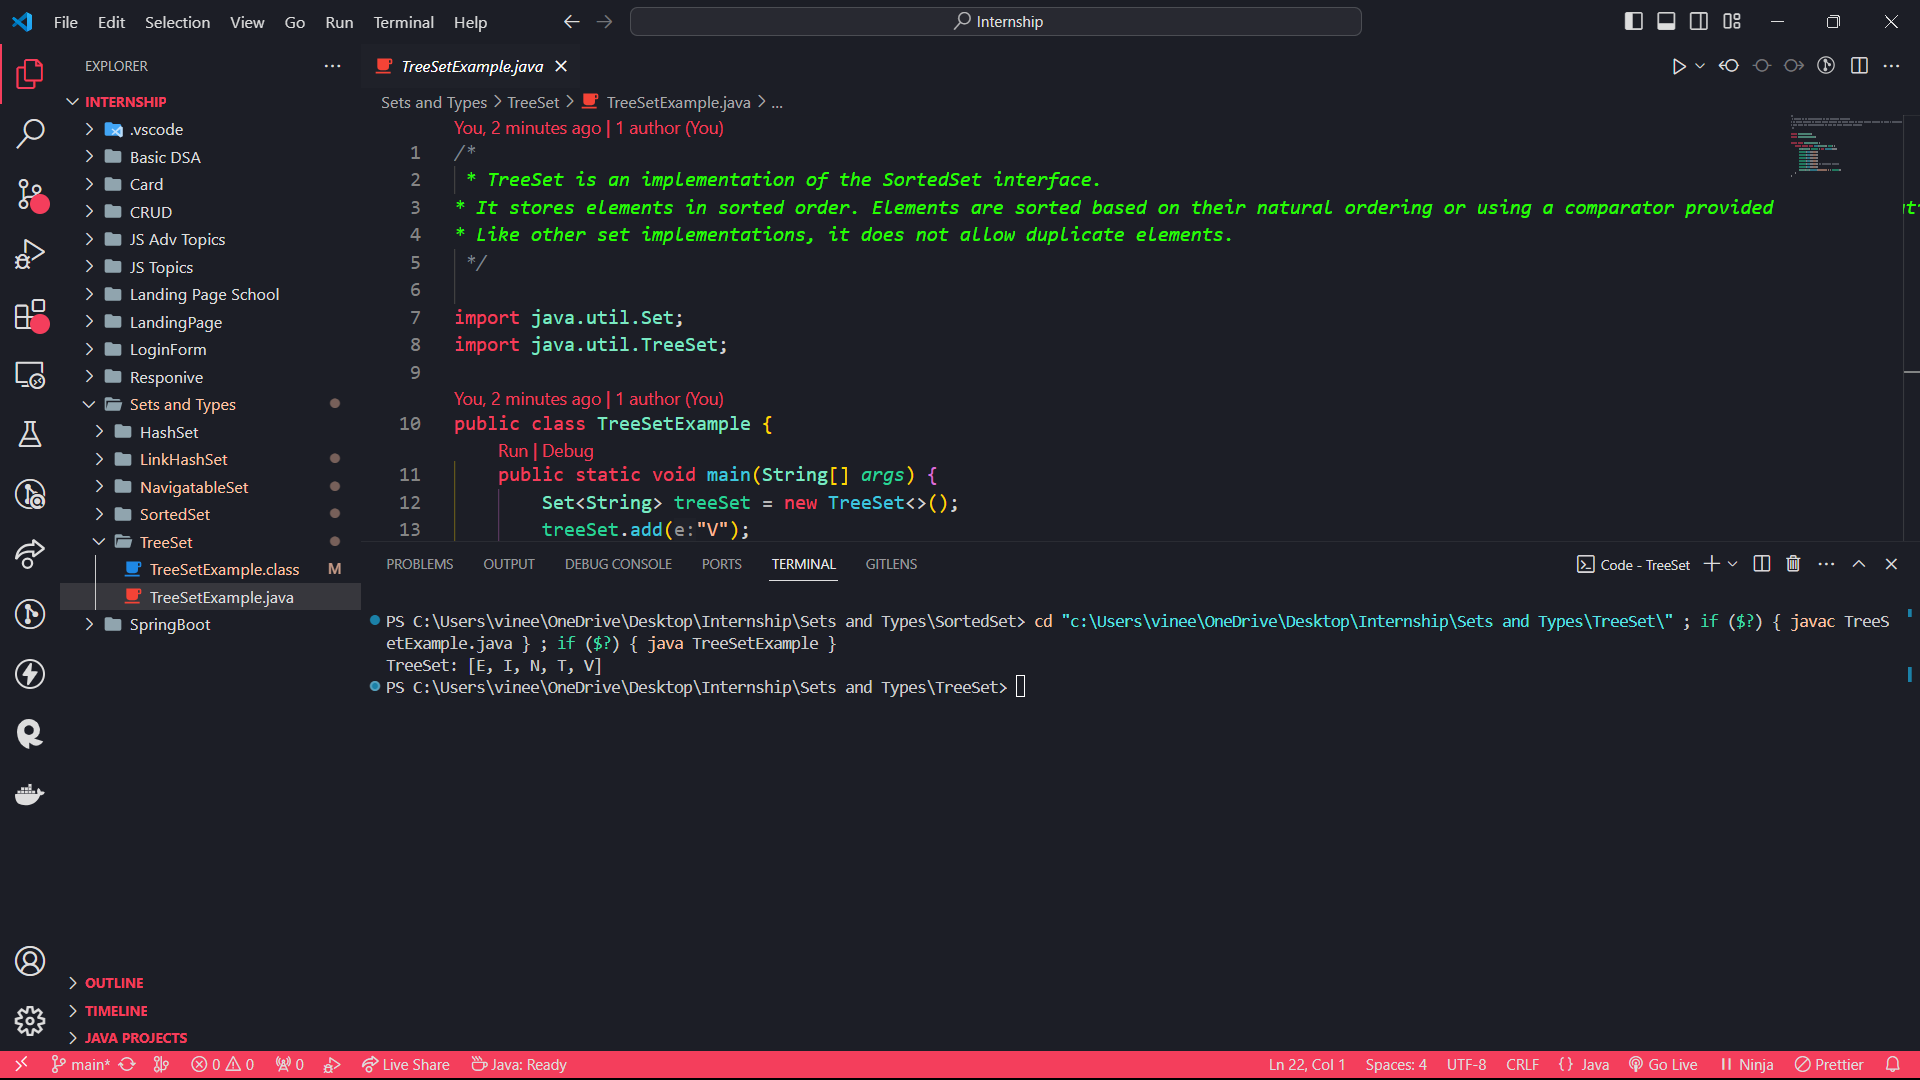 File Edit Selection View Go Run Terminal Help
Internship
EXPLORER
INTERNSHIP
.vscode
Basic DSA
Card
CRUD
JS Adv Topics
JS Topics
Landing Page School
LandingPage
LoginForm
Responive
Sets and Types
HashSet
LinkHashSet
NavigatableSet
SortedSet
TreeSet
TreeSetExample.class M
TreeSetExample.java
SpringBoot
OUTLINE
TIMELINE
JAVA PROJECTS
TreeSetExample.java
Sets and Types > TreeSet > TreeSetExample.java > ...
You, 2 minutes ago | 1 author (You)
1 /*
2 * TreeSet is an implementation of the SortedSet interface.
3 * It stores elements in sorted order. Elements are sorted based on their natural ordering or using a comparator provided
4 * Like other set implementations, it does not allow duplicate elements.
5 */
6
7 import java.util.Set;
8 import java.util.TreeSet;
9
You, 2 minutes ago | 1 author (You)
10 public class TreeSetExample {
Run | Debug
11 public static void main(String[] args) {
12 Set<String> treeSet = new TreeSet<>();
13 treeSet.add(e:"V");
PROBLEMS OUTPUT DEBUG CONSOLE PORTS TERMINAL GITLENS
Code - TreeSet
PS C:\Users\vinee\OneDrive\Desktop\Internship\Sets and Types\SortedSet> cd "c:\Users\vinee\OneDrive\Desktop\Internship\Sets and Types\TreeSet\" ; if ($?) { javac TreeS
etExample.java } ; if ($?) { java TreeSetExample }
TreeSet: [E, I, N, T, V]
PS C:\Users\vinee\OneDrive\Desktop\Internship\Sets and Types\TreeSet>
main* 0 0 0 Live Share Java: Ready Ln 22, Col 1 Spaces: 4 UTF-8 CRLF {} Java Go Live Ninja Prettier